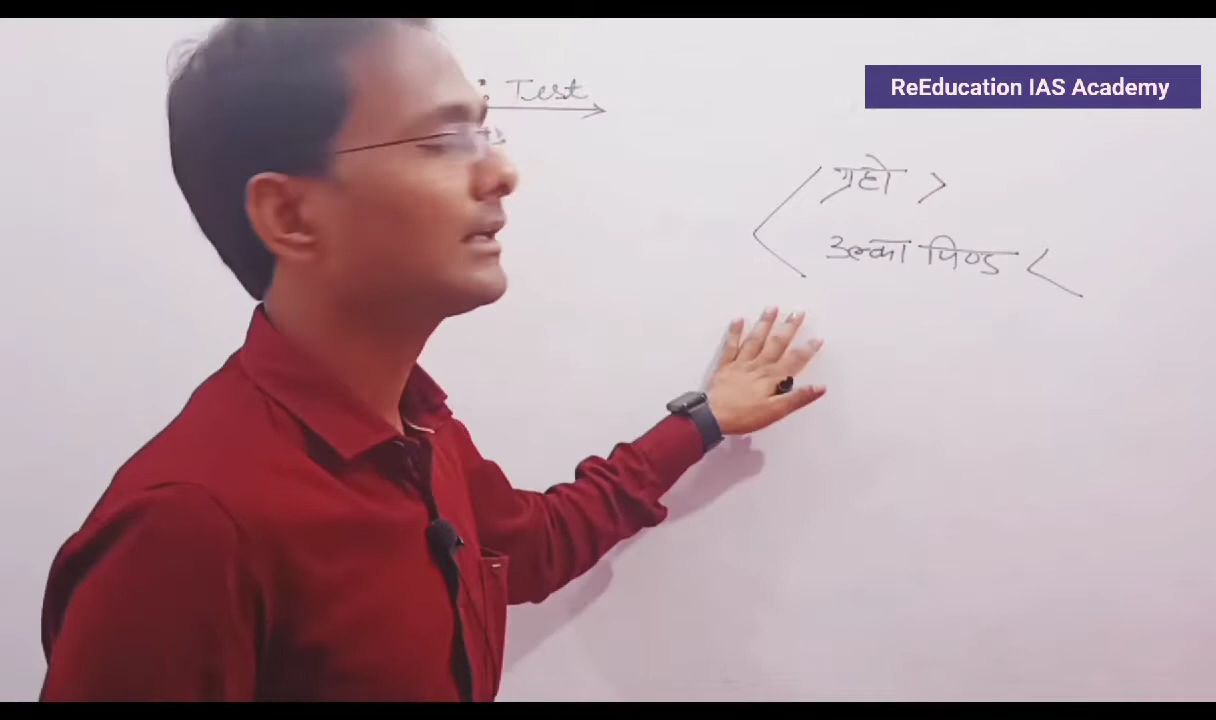 : Test
ReEducation IAS Academy
< ग्रहो >
उल्का पिण्ड <